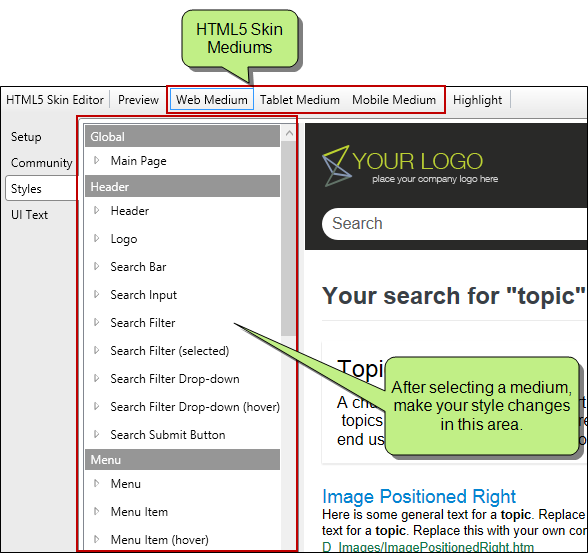 HTML5 Skin
Mediums
HTML5 Skin Editor Preview Web Medium Tablet Medium Mobile Medium Highlight
Setup
Community
Styles
UI Text
Global
Main Page
Header
Header
Logo
Search Bar
Search Input
Search Filter
Search Filter (selected)
Search Filter Drop-down
Search Filter Drop-down (hover)
Search Submit Button
Menu
Menu
Menu Item
Menu Item (hover)
YOUR LOGO
place your company logo here
Search
Your search for "topic"
Topi
A ch
topics
end us
After selecting a medium,
make your style changes
in this area.
Image Positioned Right
Here is some general text for a topic. Replace
text for a topic. Replace this with your own con
D_Images/ImagePositionedRight.htm